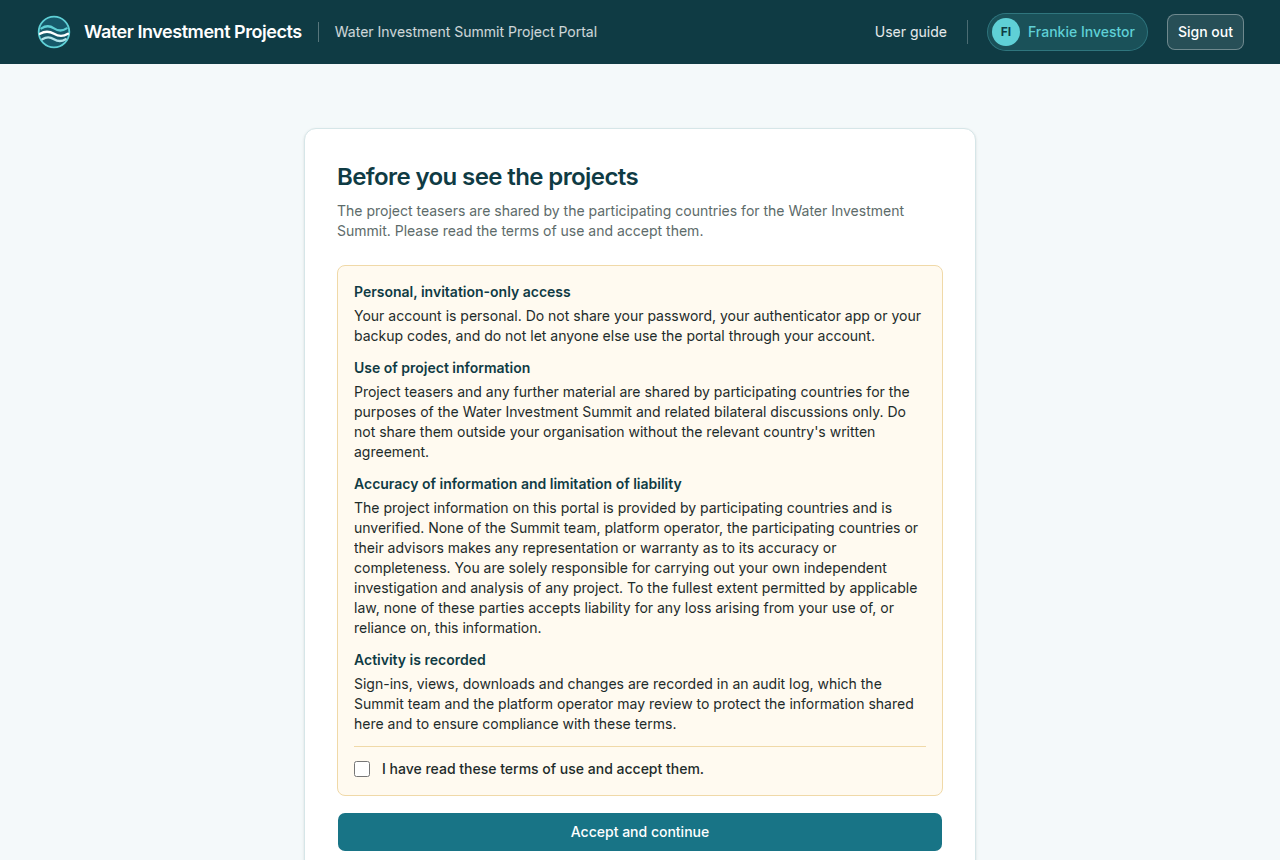 Water Investment Projects
Water Investment Summit Project Portal
User guide
FI
Frankie Investor
Sign out
Before you see the projects
The project teasers are shared by the participating countries for the Water Investment
Summit. Please read the terms of use and accept them.
Personal, invitation-only access
Your account is personal. Do not share your password, your authenticator app or your
backup codes, and do not let anyone else use the portal through your account.
Use of project information
Project teasers and any further material are shared by participating countries for the
purposes of the Water Investment Summit and related bilateral discussions only. Do
not share them outside your organisation without the relevant country's written
agreement.
Accuracy of information and limitation of liability
The project information on this portal is provided by participating countries and is
unverified. None of the Summit team, platform operator, the participating countries or
their advisors makes any representation or warranty as to its accuracy or
completeness. You are solely responsible for carrying out your own independent
investigation and analysis of any project. To the fullest extent permitted by applicable
law, none of these parties accepts liability for any loss arising from your use of, or
reliance on, this information.
Activity is recorded
Sign-ins, views, downloads and changes are recorded in an audit log, which the
Summit team and the platform operator may review to protect the information shared
here and to ensure compliance with these terms.
I have read these terms of use and accept them.
Accept and continue